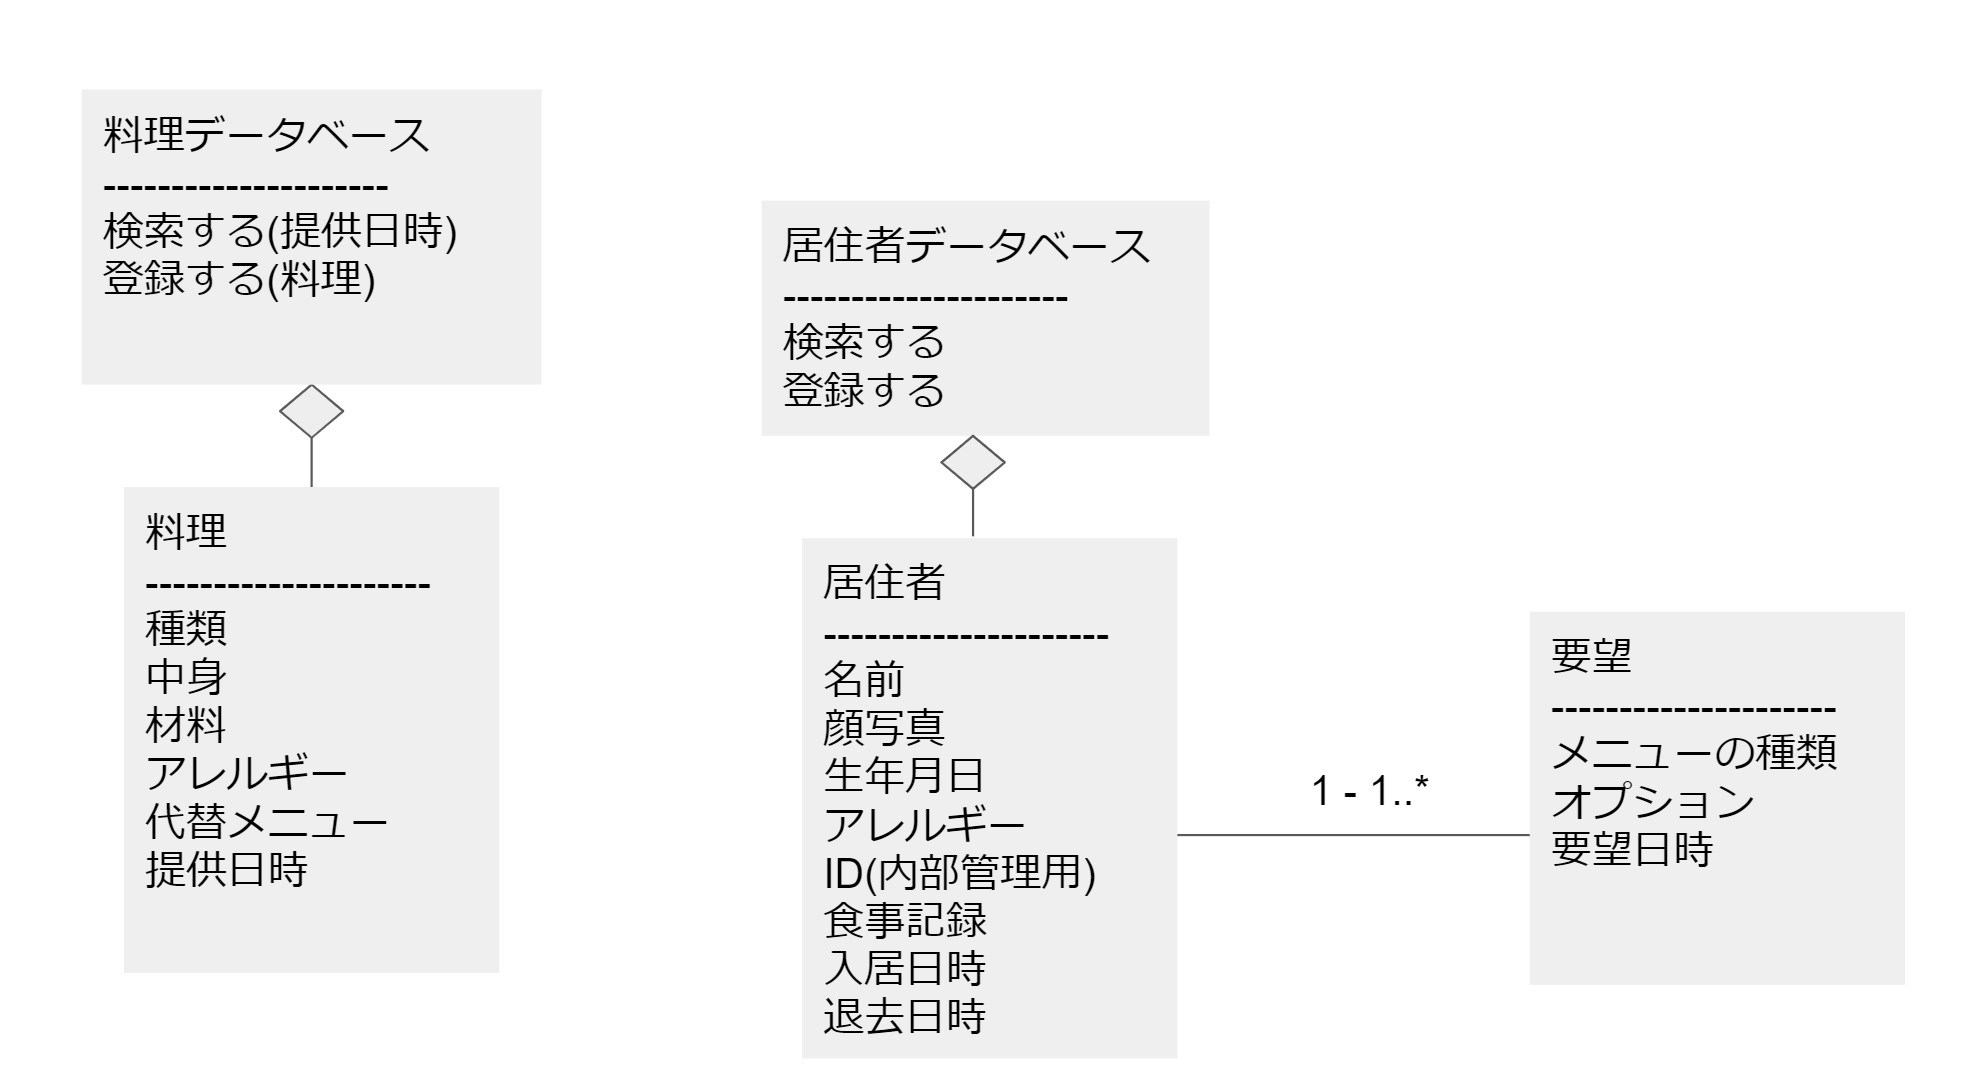 料理データベース
---------------------
検索する(提供日時)
登録する(料理)
料理
---------------------
種類
中身
材料
アレルギー
代替メニュー
提供日時
居住者データベース
---------------------
検索する
登録する
居住者
---------------------
名前
顔写真
生年月日
アレルギー
ID(内部管理用)
食事記録
入居日時
退去日時
1 - 1..*
要望
---------------------
メニューの種類
オプション
要望日時